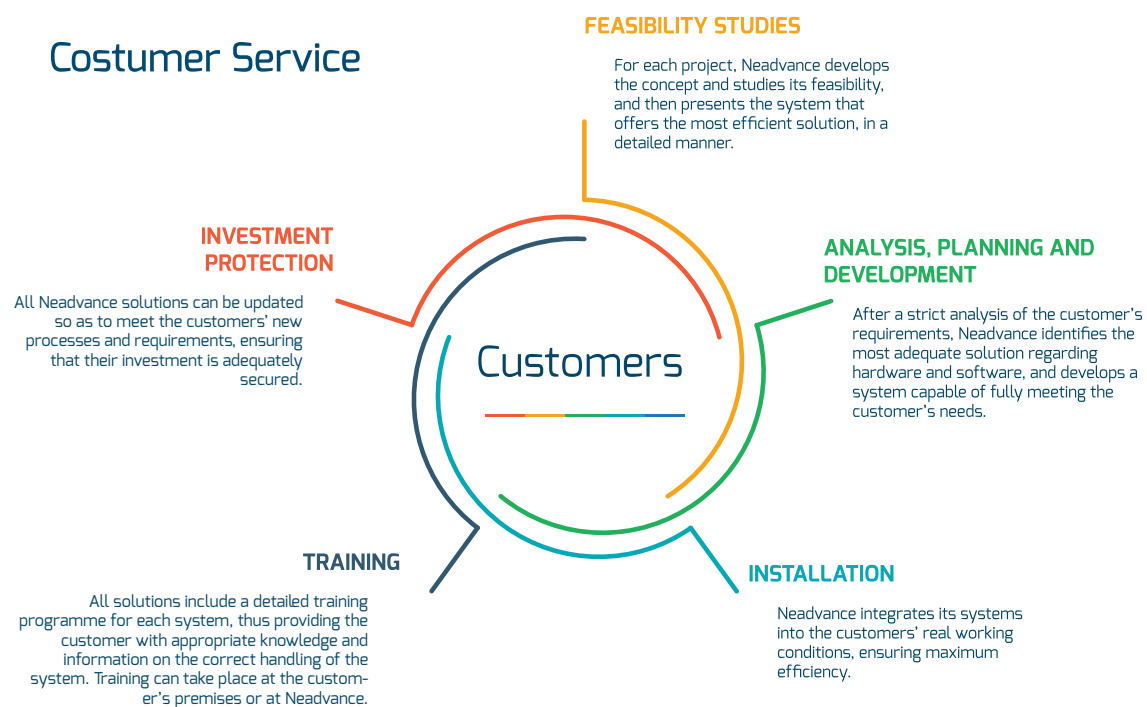 Costumer Service
FEASIBILITY STUDIES
For each project, Neadvance develops
the concept and studies its feasibility,
and then presents the system that
offers the most efficient solution, in a
detailed manner.
INVESTMENT
PROTECTION
All Neadvance solutions can be updated
so as to meet the customers' new
processes and requirements, ensuring
that their investment is adequately
secured.
ANALYSIS, PLANNING AND
DEVELOPMENT
After a strict analysis of the customer's
requirements, Neadvance identifies the
most adequate solution regarding
hardware and software, and develops a
system capable of fully meeting the
customer's needs.
Customers
TRAINING
All solutions include a detailed training
programme for each system, thus providing the
customer with appropriate knowledge and
information on the correct handling of the
system. Training can take place at the custom-
er's premises or at Neadvance.
INSTALLATION
Neadvance integrates its systems
into the customers' real working
conditions, ensuring maximum
efficiency.